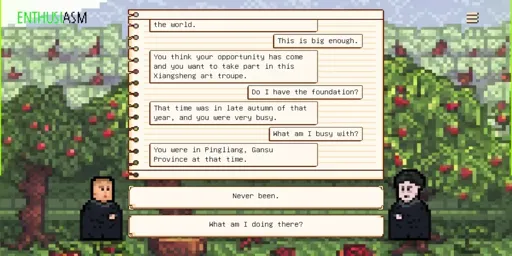 ENTHUSIASM
the world.
This is big enough.
You think your opportunity has come
and you want to take part in this
Xiangsheng art troupe.
Do I have the foundation?
That time was in late autumn of that
year, and you were very busy.
What am I busy with?
You were in Pingliang, Gansu
Province at that time.
Never been.
What am I doing there?